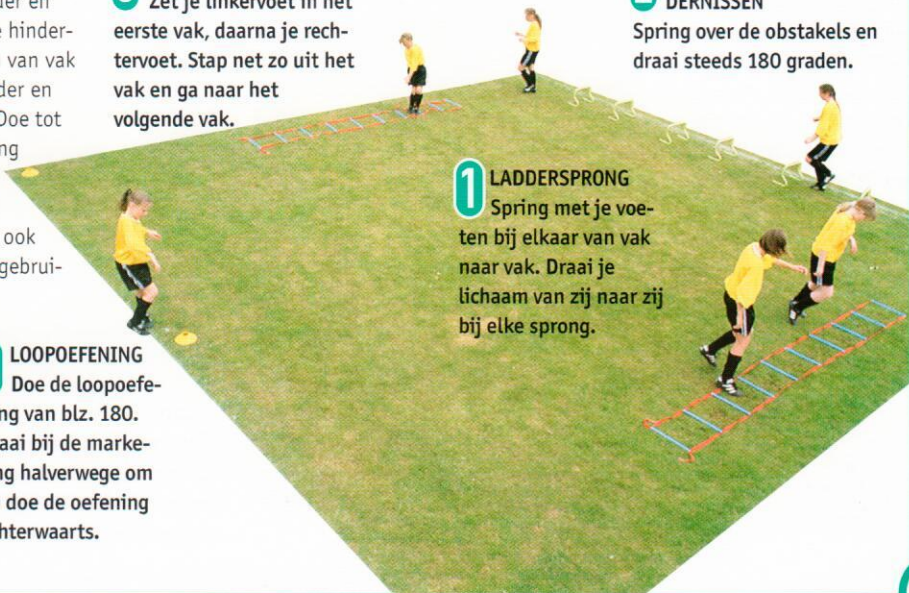 der en
hinder-
van vak
der en
Doe tot
ng
ook
gebrui-
Zet je linkervoet in het
eerste vak, daarna je rech-
tervoet. Stap net zo uit het
vak en ga naar het
volgende vak.
DERNISSEN
Spring over de obstakels en
draai steeds 180 graden.
1 LADDERSPRONG
Spring met je voe-
ten bij elkaar van vak
naar vak. Draai je
lichaam van zij naar zij
bij elke sprong.
LOOPOEFENING
Doe de loopoefe-
ng van blz. 180.
aai bij de marke-
ng halverwege om
doe de oefening
hterwaarts.